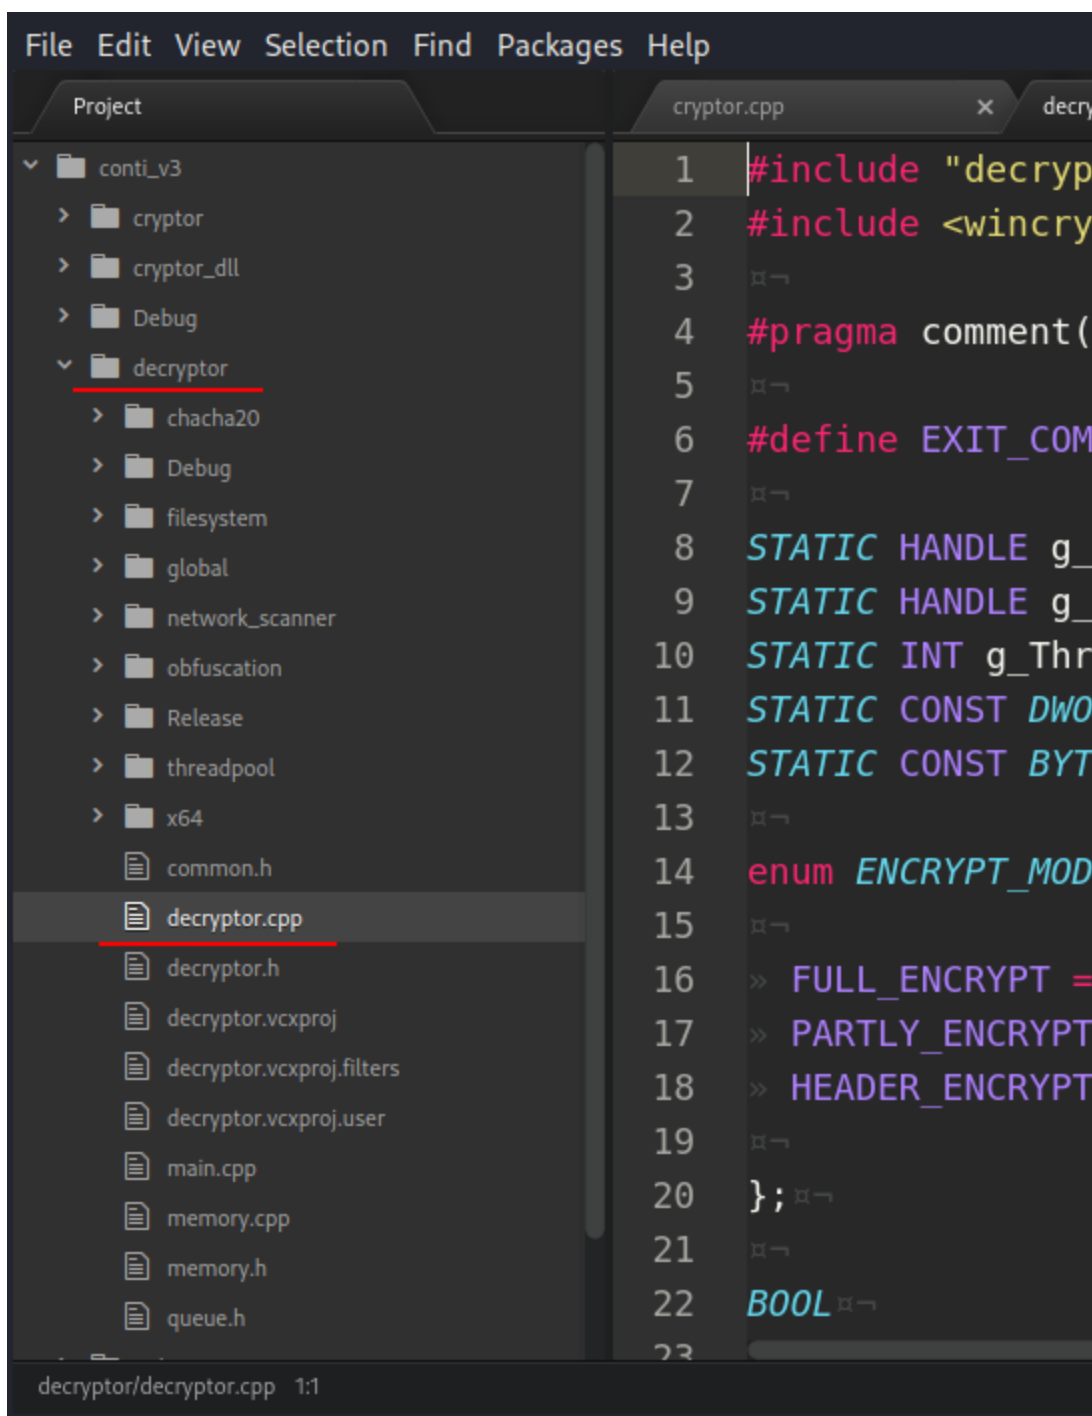 File Edit View Selection Find Packages Help
Project
cryptor.cpp
decry
conti_v3
cryptor
cryptor_dll
Debug
decryptor
chacha20
Debug
filesystem
global
network_scanner
obfuscation
Release
threadpool
x64
common.h
decryptor.cpp
decryptor.h
decryptor.vcxproj
decryptor.vcxproj.filters
decryptor.vcxproj.user
main.cpp
memory.cpp
memory.h
queue.h
1 #include "decryp
2 #include <wincry
3 ¤¬
4 #pragma comment(
5 ¤¬
6 #define EXIT_COM
7 ¤¬
8 STATIC HANDLE g_
9 STATIC HANDLE g_
10 STATIC INT g_Thr
11 STATIC CONST DWO
12 STATIC CONST BYT
13 ¤¬
14 enum ENCRYPT_MOD
15 ¤¬
16 » FULL_ENCRYPT =
17 » PARTLY_ENCRYPT
18 » HEADER_ENCRYPT
19 ¤¬
20 };¤¬
21 ¤¬
22 BOOL¤¬
23
decryptor/decryptor.cpp 1:1